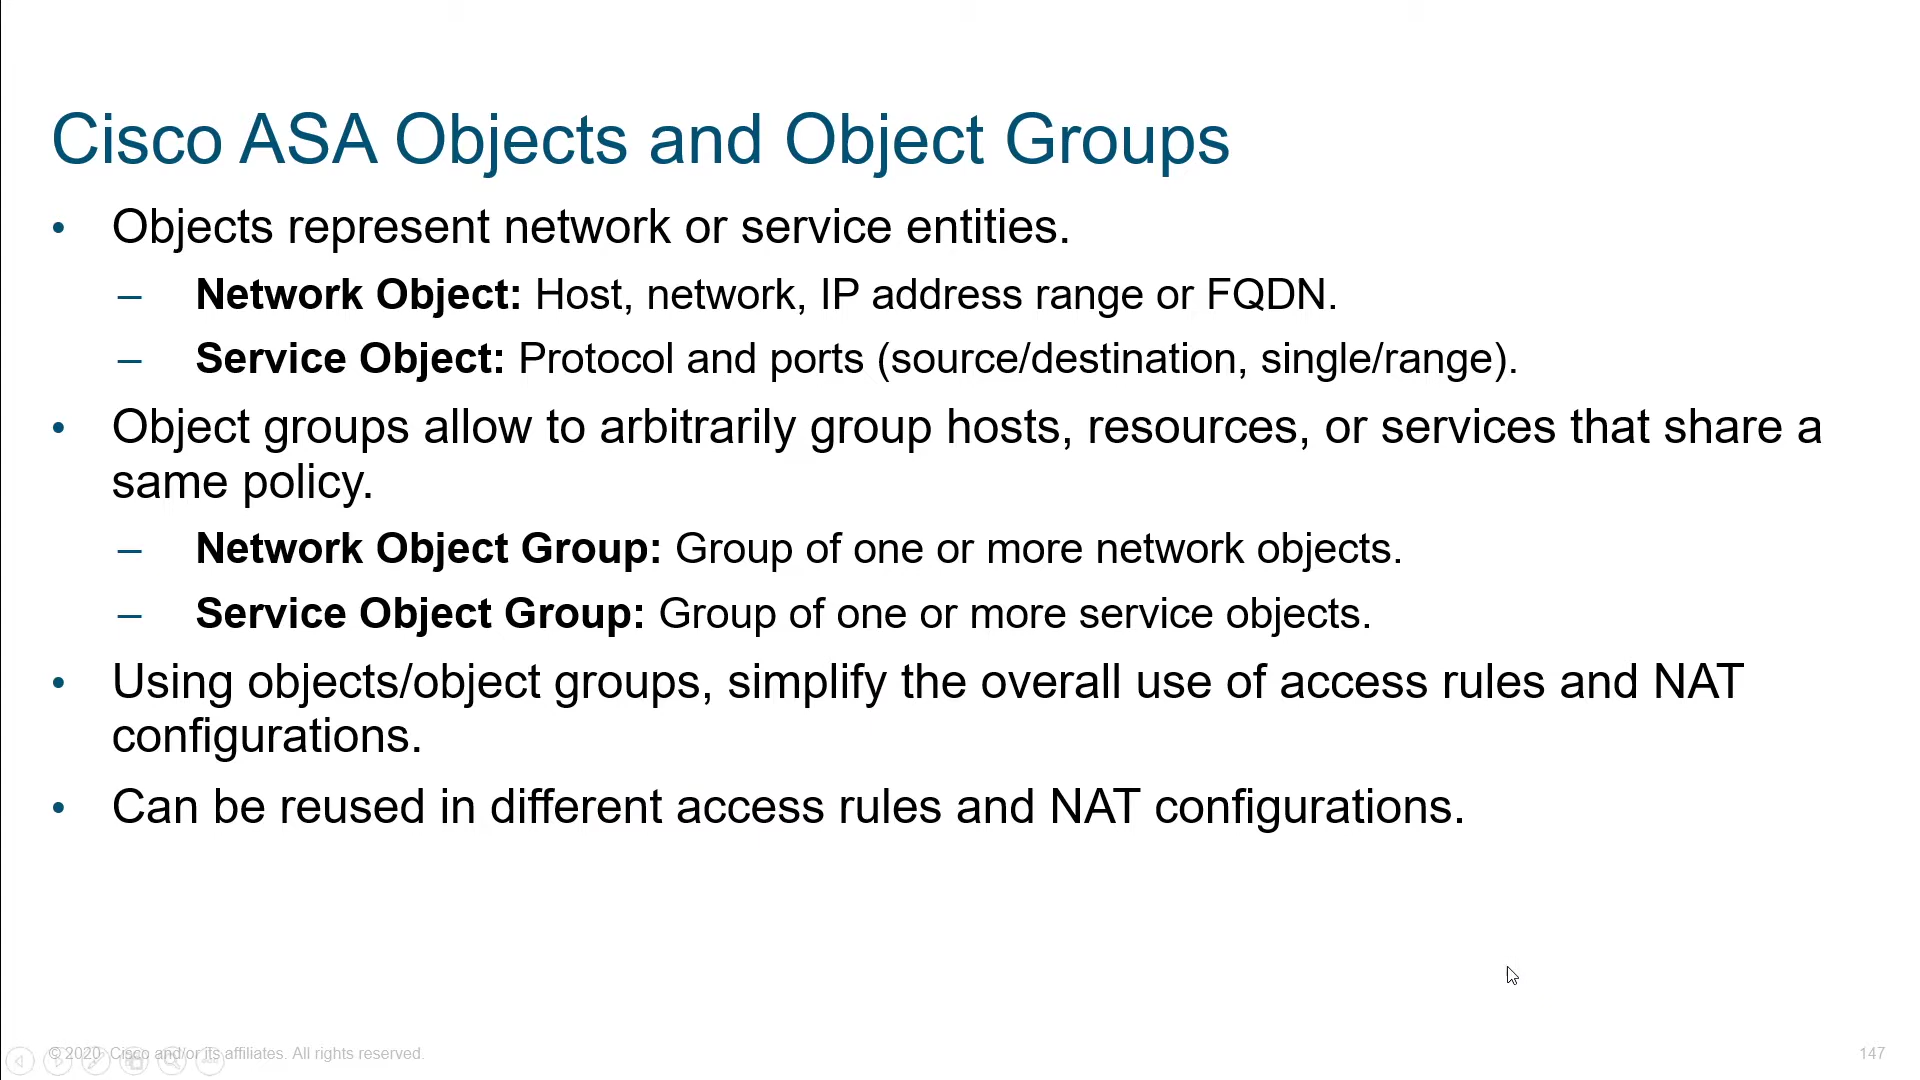 Cisco ASA Objects and Object Groups
• Objects represent network or service entities.
– Network Object: Host, network, IP address range or FQDN.
– Service Object: Protocol and ports (source/destination, single/range).
• Object groups allow to arbitrarily group hosts, resources, or services that share a
same policy.
– Network Object Group: Group of one or more network objects.
– Service Object Group: Group of one or more service objects.
• Using objects/object groups, simplify the overall use of access rules and NAT
configurations.
• Can be reused in different access rules and NAT configurations.
© 2020 Cisco and/or its affiliates. All rights reserved.
147